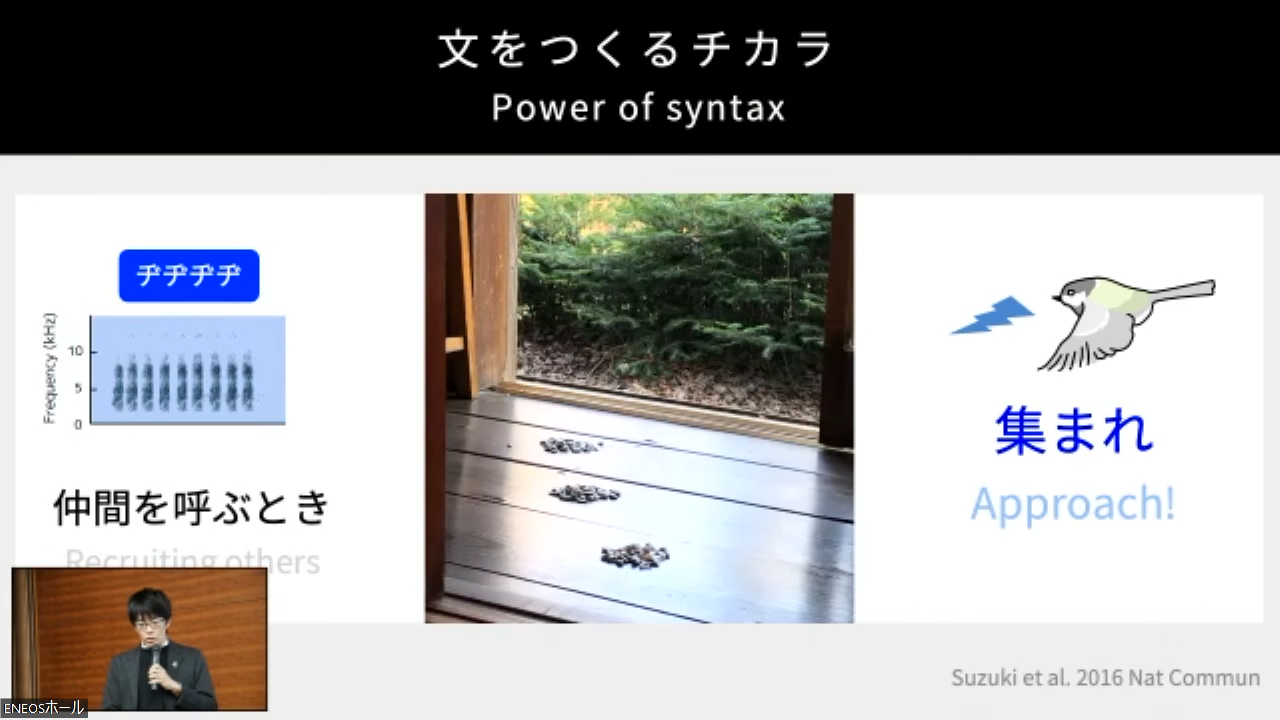 文をつくるチカラ
Power of syntax
ヂヂヂヂ
Frequency (kHz)
10
5
0
仲間を呼ぶとき
Recruiting others
集まれ
Approach!
Suzuki et al. 2016 Nat Commun
ENEOSホール